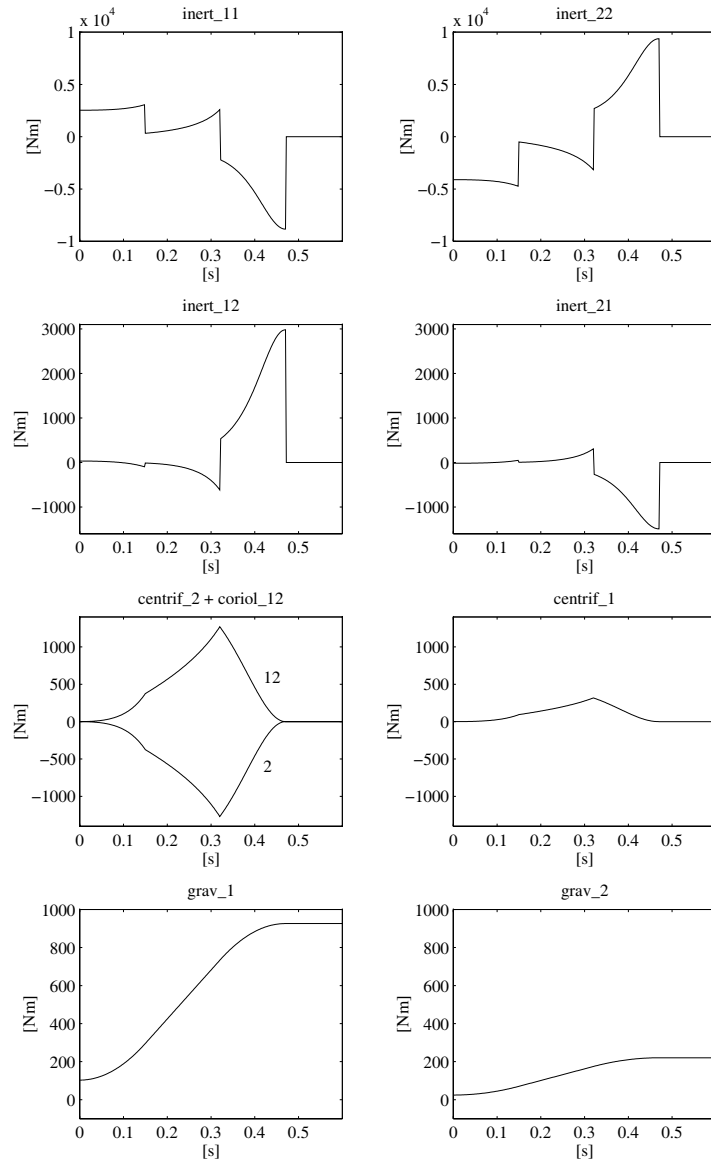 inert_11
x 10^4
1
0.5
0
−0.5
−1
[Nm]
0 0.1 0.2 0.3 0.4 0.5
[s]
inert_22
x 10^4
1
0.5
0
−0.5
−1
[Nm]
0 0.1 0.2 0.3 0.4 0.5
[s]
inert_12
3000
2000
1000
0
−1000
[Nm]
0 0.1 0.2 0.3 0.4 0.5
[s]
inert_21
3000
2000
1000
0
−1000
[Nm]
0 0.1 0.2 0.3 0.4 0.5
[s]
centrif_2 + coriol_12
1000
500
0
−500
−1000
[Nm]
12
2
0 0.1 0.2 0.3 0.4 0.5
[s]
centrif_1
1000
500
0
−500
−1000
[Nm]
0 0.1 0.2 0.3 0.4 0.5
[s]
grav_1
1000
800
600
400
200
0
[Nm]
0 0.1 0.2 0.3 0.4 0.5
[s]
grav_2
1000
800
600
400
200
0
[Nm]
0 0.1 0.2 0.3 0.4 0.5
[s]